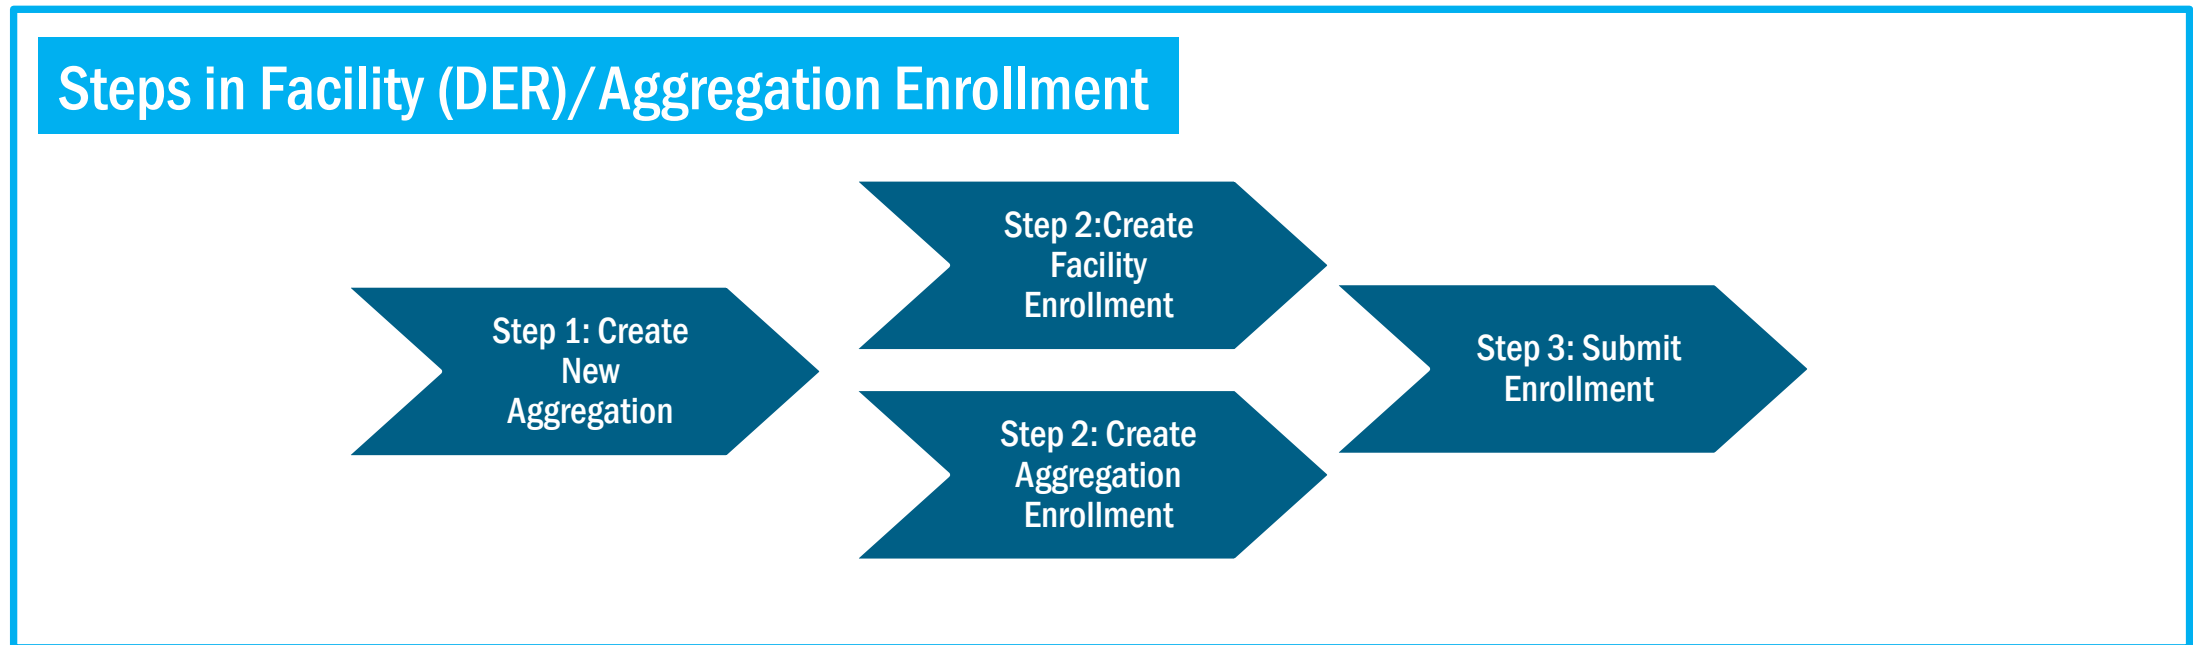 Steps in Facility (DER)/Aggregation Enrollment
Step 1: Create
New
Aggregation
Step 2:Create
Facility
Enrollment
Step 2: Create
Aggregation
Enrollment
Step 3: Submit
Enrollment